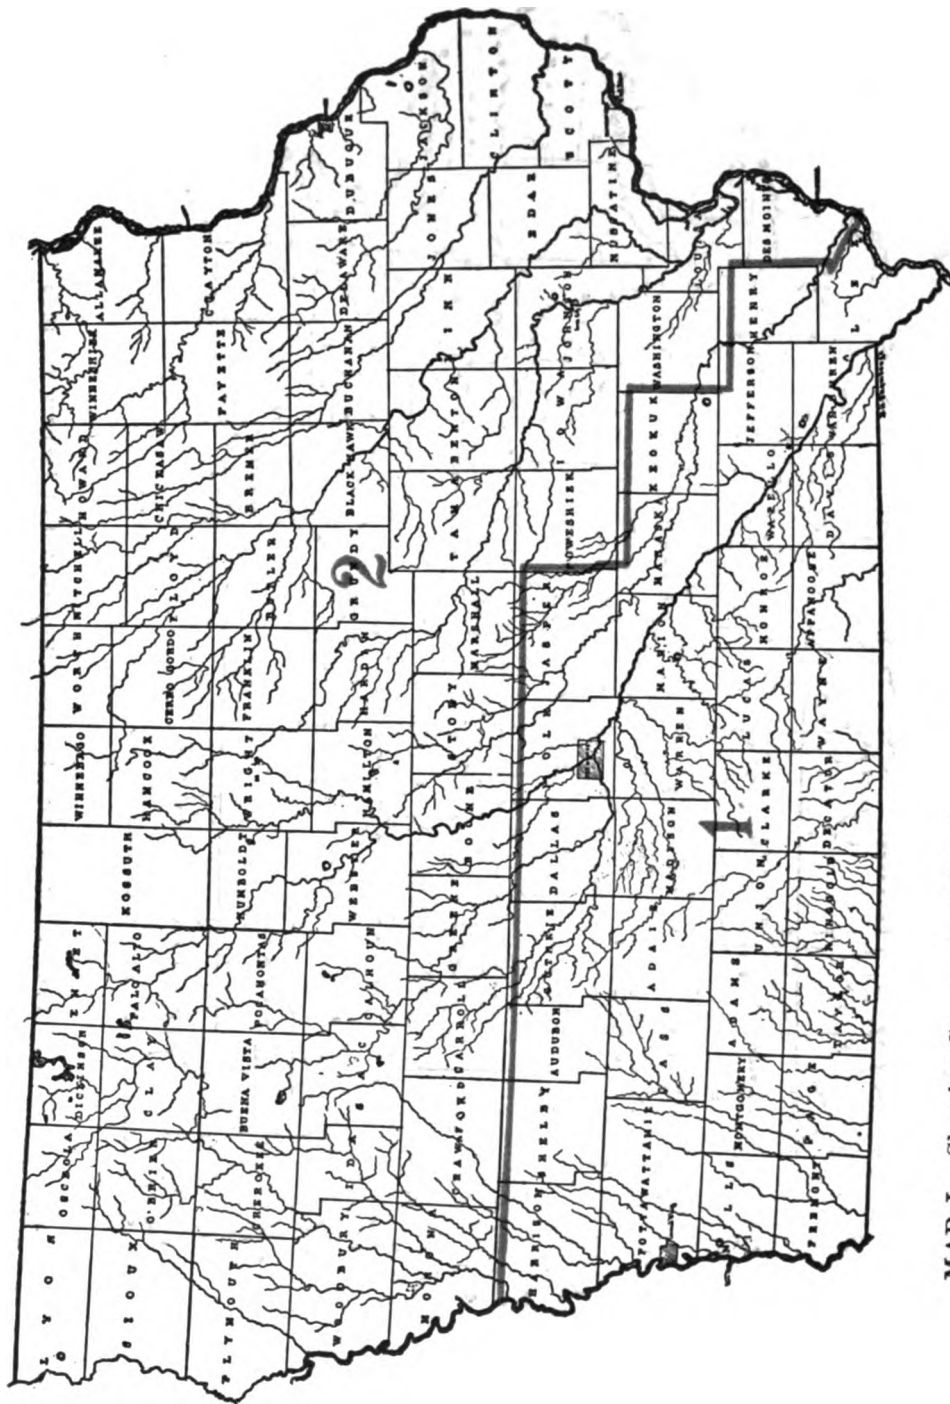 LYON OSCEOLA DICKINSON EMMET WINNEBAGO WORTH MITCHELL HOWARD WINNESHIEK ALLAMAKEE
SIOUX O'BRIEN CLAY PALO ALTO KOSSUTH HANCOCK CERRO GORDO FLOYD CHICKASAW
PLYMOUTH CHEROKEE BUENA VISTA POCAHONTAS HUMBOLDT WRIGHT FRANKLIN BUTLER BREMER FAYETTE CLAYTON
WOODBURY IDA SAC CALHOUN WEBSTER HAMILTON HARDIN GRUNDY BLACK HAWK BUCHANAN DELAWARE DUBUQUE
2
MONONA CRAWFORD CARROLL GREENE BOONE STORY MARSHALL TAMA BENTON LINN JONES JACKSON
HARRISON SHELBY AUDUBON GUTHRIE DALLAS POLK JASPER POWESHIEK IOWA JOHNSON CEDAR CLINTON
SCOTT
POTTAWATTAMIE CASS ADAIR MADISON WARREN MARION MAHASKA KEOKUK WASHINGTON LOUISA MUSCATINE
1
MILLS MONTGOMERY ADAMS UNION CLARKE LUCAS MONROE WAPELLO JEFFERSON HENRY DESMOINES
FREMONT PAGE TAYLOR RINGGOLD DECATUR WAYNE APPANOOSE DAVIS VAN BUREN LEE